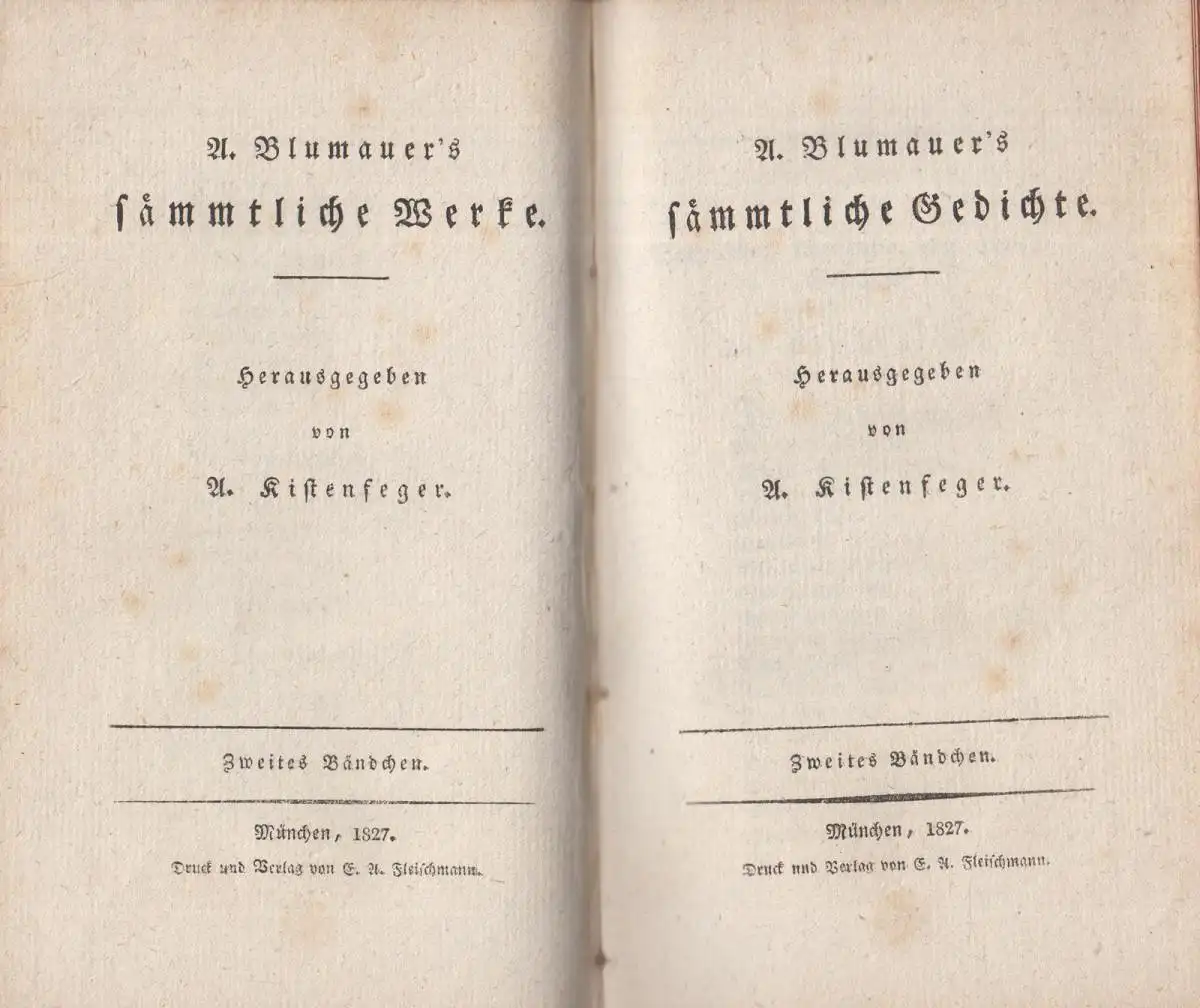 A. Blumauer's
sämmtliche Werke.
Herausgegeben
von
A. Kistenfeger.
Zweites Bändchen.
München, 1827.
Druck und Verlag von E. A. Fleischmann.
A. Blumauer's
sämmtliche Gedichte.
Herausgegeben
von
A. Kistenfeger.
Zweites Bändchen.
München, 1827.
Druck und Verlag von E. A. Fleischmann.